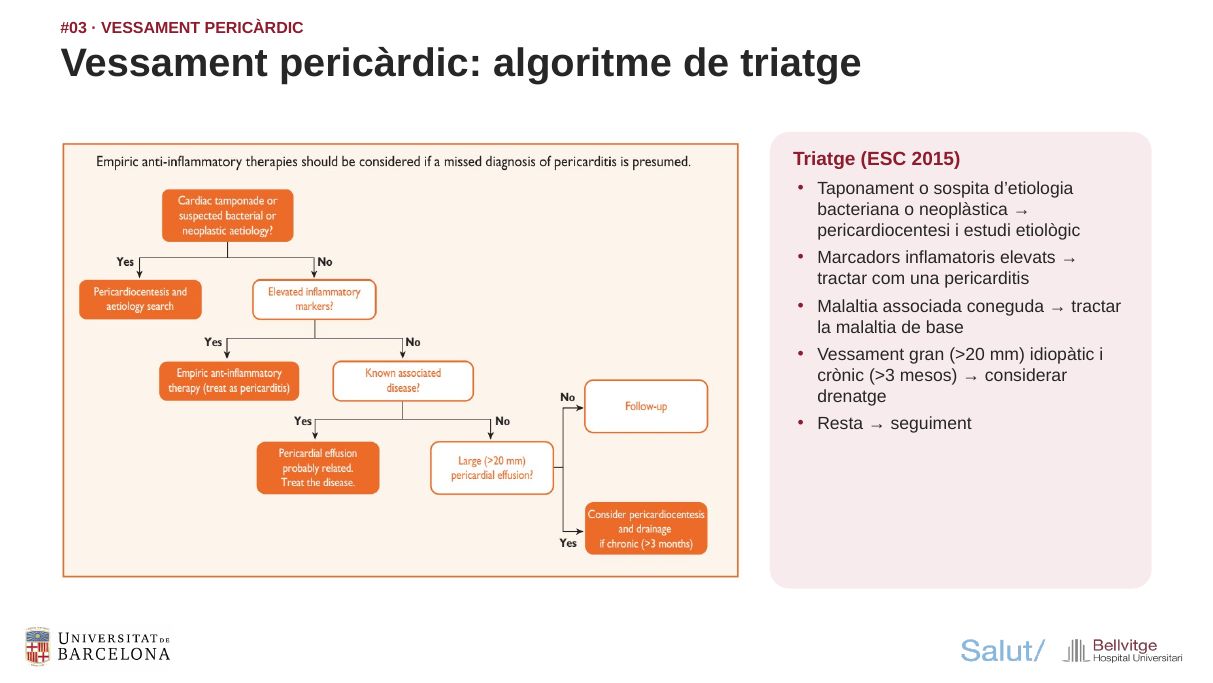 #03 · VESSAMENT PERICÀRDIC
Vessament pericàrdic: algoritme de triatge
Empiric anti-inflammatory therapies should be considered if a missed diagnosis of pericarditis is presumed.
Cardiac tamponade or
suspected bacterial or
neoplastic aetiology?
Yes
No
Pericardiocentesis and
aetiology search
Elevated inflammatory
markers?
Yes
No
Empiric ant-inflammatory
therapy (treat as pericarditis)
Known associated
disease?
Yes
No
Pericardial effusion
probably related.
Treat the disease.
Large (>20 mm)
pericardial effusion?
No
Follow-up
Yes
Consider pericardiocentesis
and drainage
if chronic (>3 months)
Triatge (ESC 2015)
• Taponament o sospita d’etiologia
bacteriana o neoplàstica →
pericardiocentesi i estudi etiològic
• Marcadors inflamatoris elevats →
tractar com una pericarditis
• Malaltia associada coneguda → tractar
la malaltia de base
• Vessament gran (>20 mm) idiopàtic i
crònic (>3 mesos) → considerar
drenatge
• Resta → seguiment
UNIVERSITAT DE
BARCELONA
Salut/
Bellvitge
Hospital Universitari